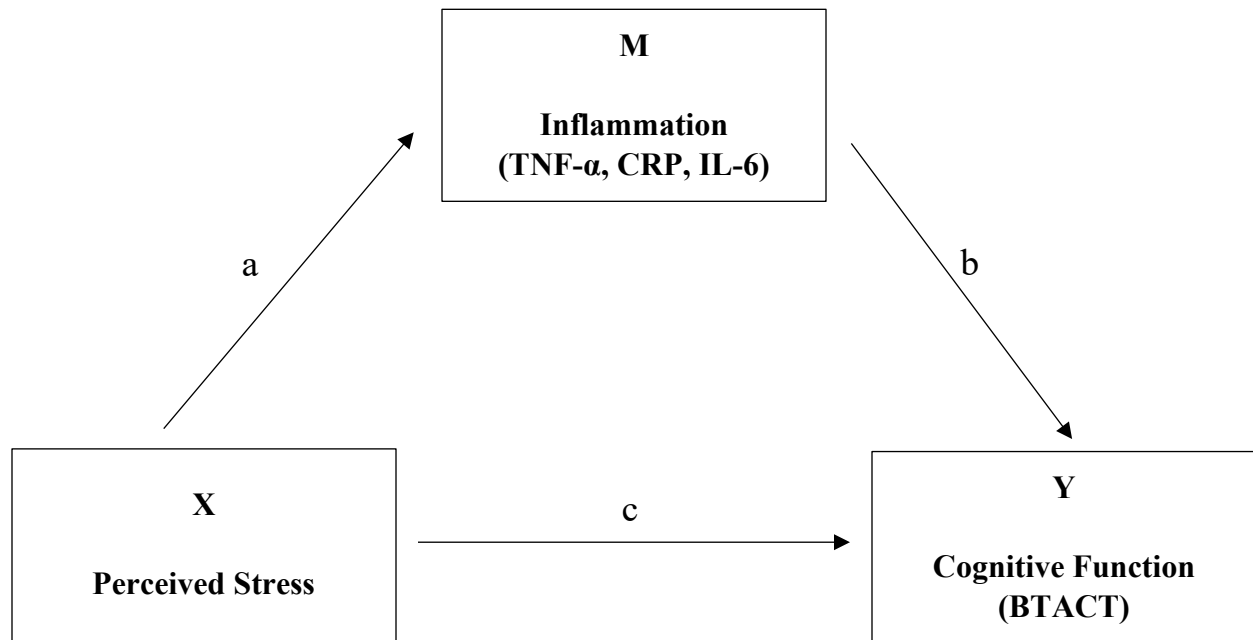 M
Inflammation
(TNF-α, CRP, IL-6)
a
b
X
Perceived Stress
c
Y
Cognitive Function
(BTACT)